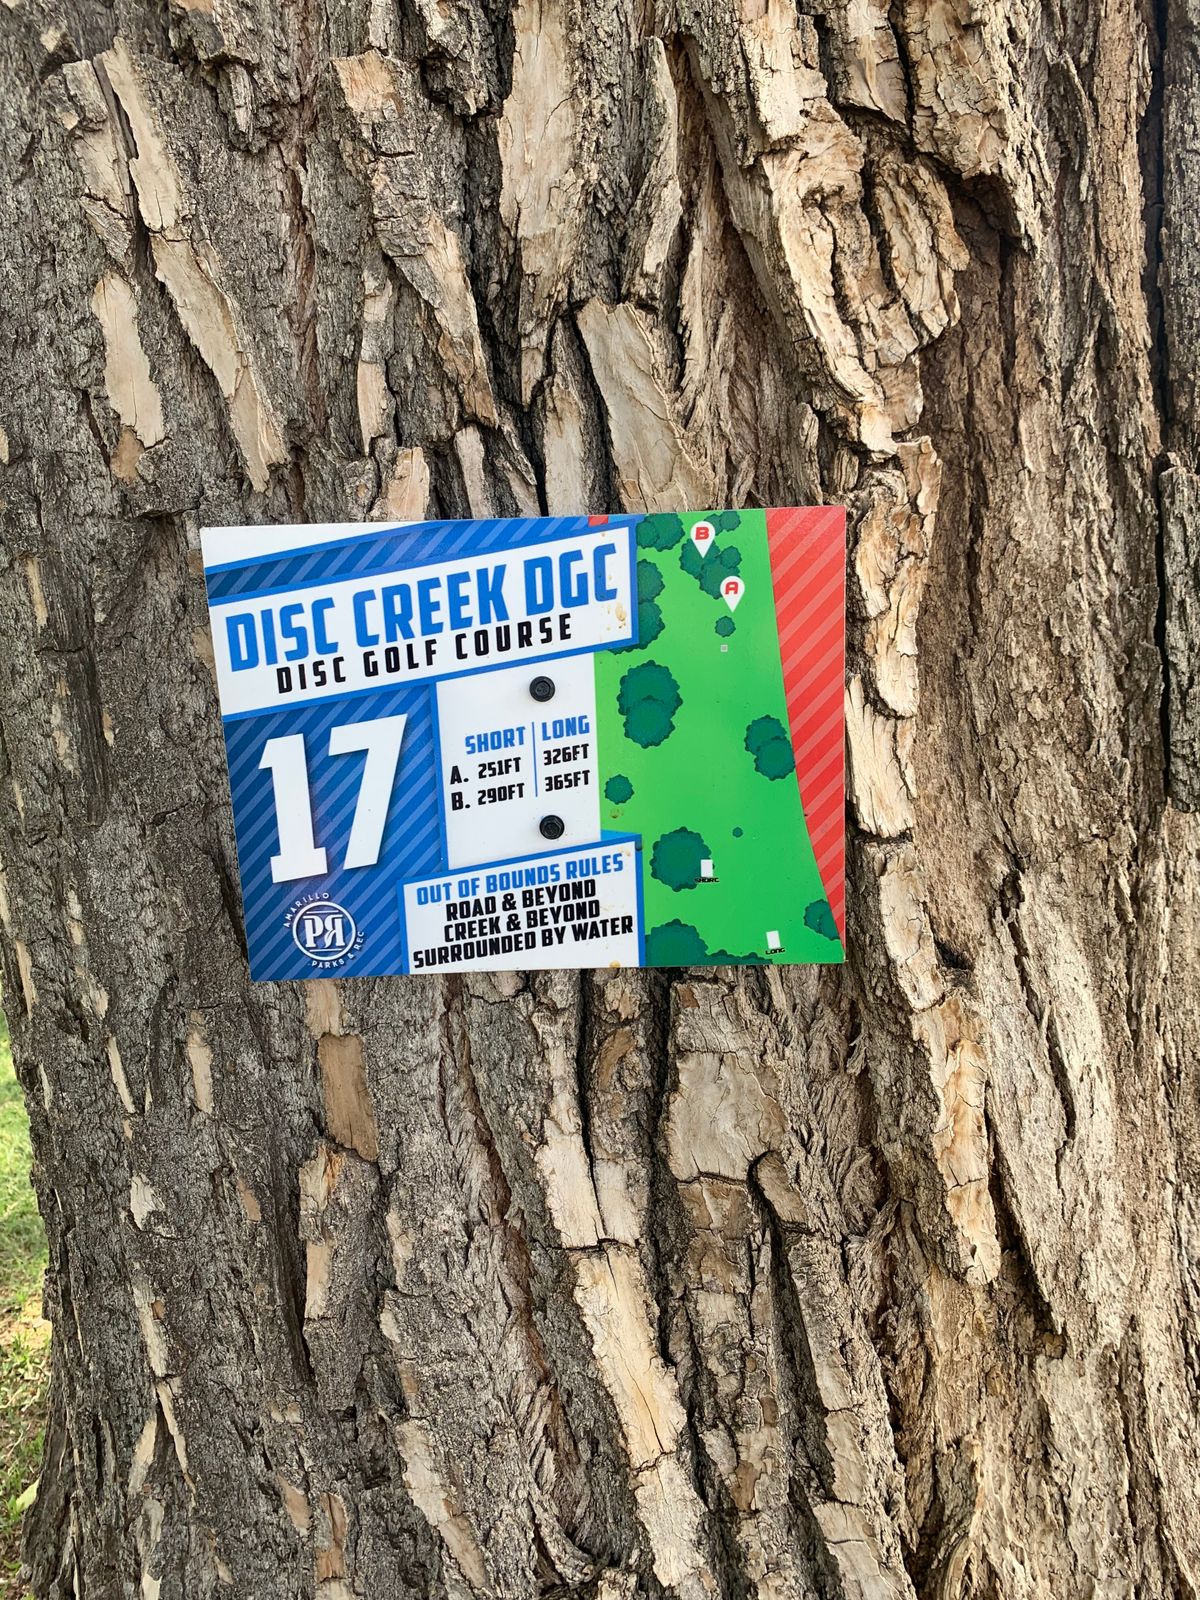 DISC CREEK DGC
DISC GOLF COURSE
17
SHORT LONG
A. 251FT 326FT
B. 290FT 365FT
OUT OF BOUNDS RULES
ROAD & BEYOND
CREEK & BEYOND
SURROUNDED BY WATER
AMARILLO
PR
PARKS & REC
B
A
SHORT
LONG